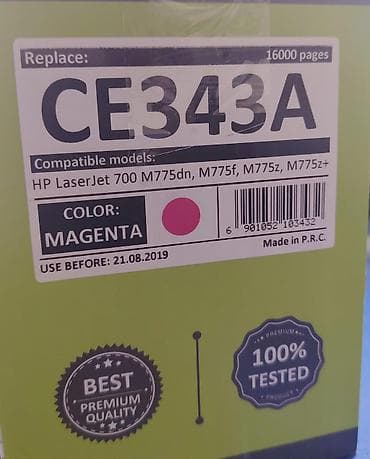 Replace: 16000 pages
CE343A
Compatible models:
HP LaserJet 700 M775dn, M775f, M775z, M775z+
COLOR:
MAGENTA
6 901052 103432
USE BEFORE: 21.08.2019
Made in P.R.C.
BEST
PREMIUM
QUALITY
PREMIUM
100%
TESTED
PRODUCT